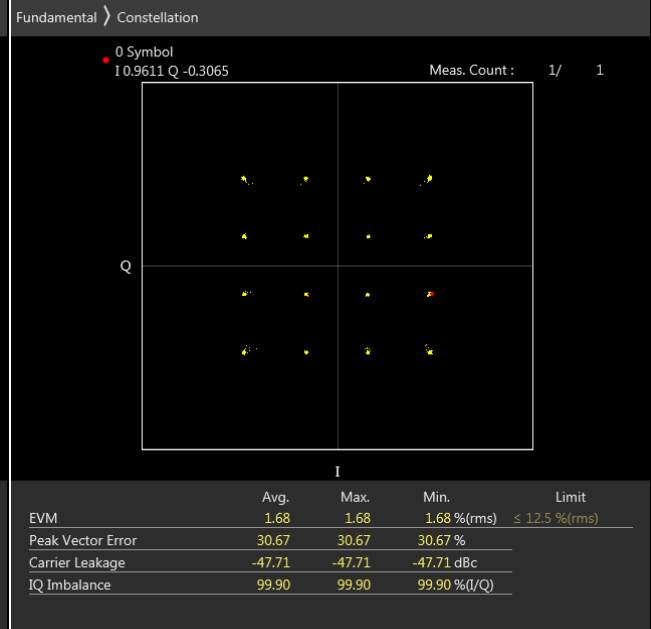 Fundamental 〉 Constellation
0 Symbol
I 0.9611 Q -0.3065 Meas. Count : 1/ 1
Q
I
Avg. Max. Min. Limit
EVM 1.68 1.68 1.68 %(rms) ≤ 12.5 %(rms)
Peak Vector Error 30.67 30.67 30.67 %
Carrier Leakage -47.71 -47.71 -47.71 dBc
IQ Imbalance 99.90 99.90 99.90 %(I/Q)